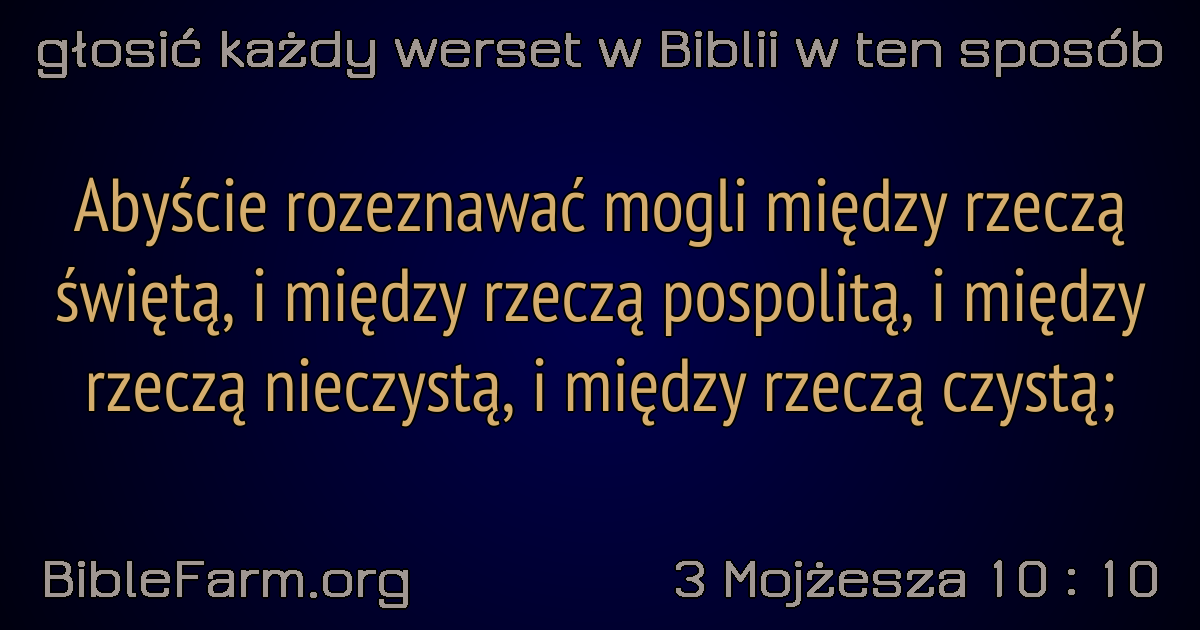 głosić każdy werset w Biblii w ten sposób
Abyście rozeznawać mogli między rzeczą
świętą, i między rzeczą pospolitą, i między
rzeczą nieczystą, i między rzeczą czystą;
BibleFarm.org
3 Mojżesza 10 : 10